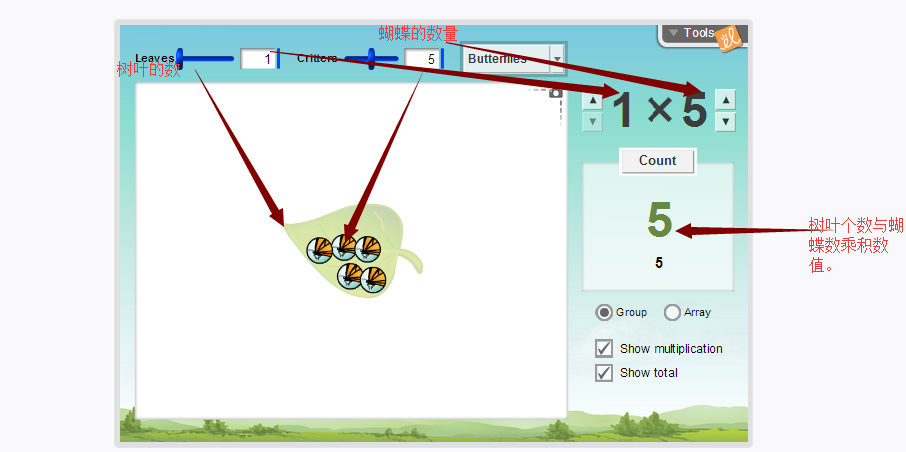 蝴蝶的数量
Tools
Leaves 1 Critters 5 Butterflies
树叶的数
1 × 5
Count
5
5
树叶个数与蝴
蝶数乘积数
值。
Group Array
Show multiplication
Show total